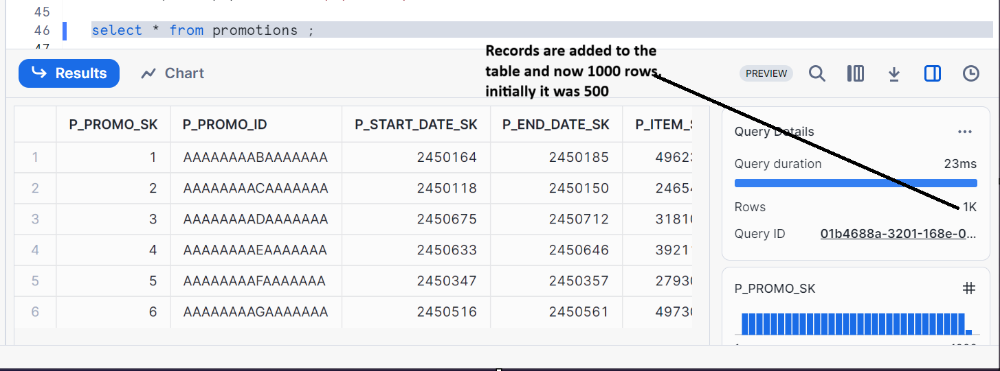 45
46 select * from promotions ;
47
Results Chart
Records are added to the
table and now 1000 rows,
initially it was 500
PREVIEW
P_PROMO_SK P_PROMO_ID P_START_DATE_SK P_END_DATE_SK
1 1 AAAAAAAABAAAAAAA 2450164 2450185
2 2 AAAAAAAACAAAAAAA 2450118 2450150
3 3 AAAAAAAADAAAAAAA 2450675 2450712
4 4 AAAAAAAAEAAAAAAA 2450633 2450646
5 5 AAAAAAAAFAAAAAAA 2450347 2450357
6 6 AAAAAAAAGAAAAAAA 2450516 2450561
Query Details
Query duration 23ms
Rows 1K
Query ID 01b4688a-3201-168e-0...
P_PROMO_SK